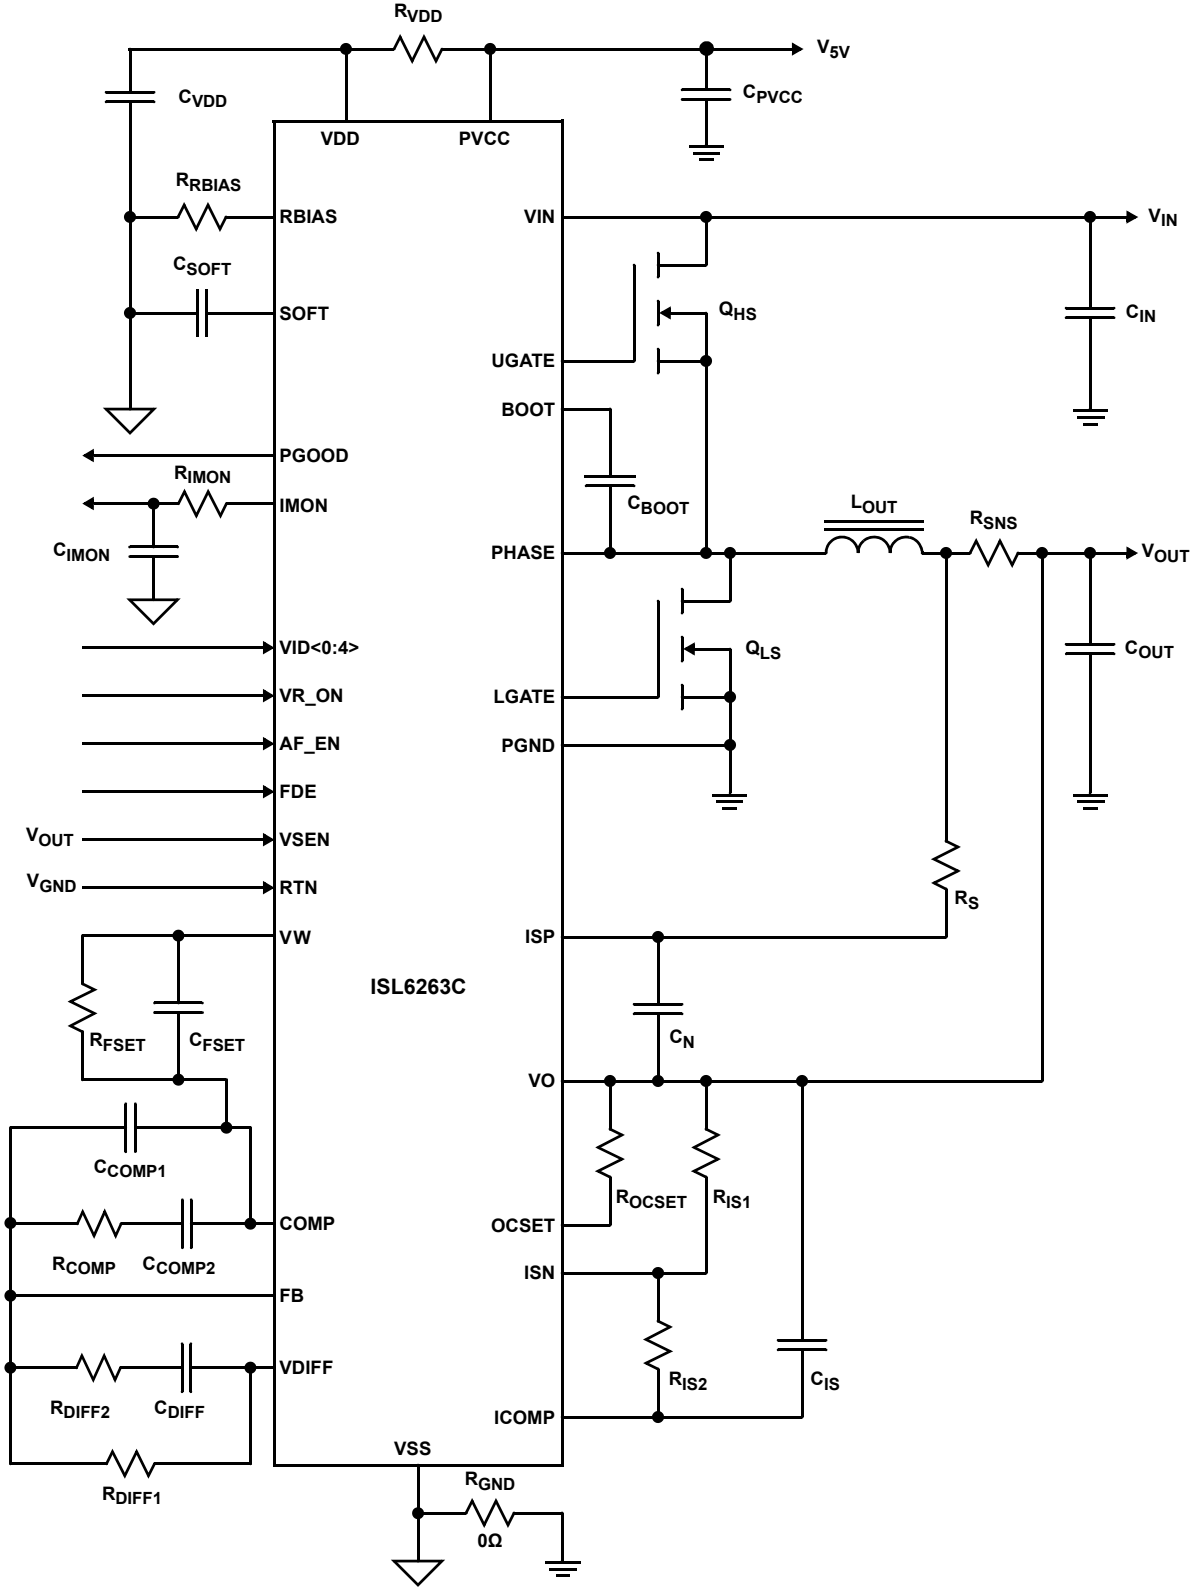 RVDD
V5V
CVDD
CPVCC
VDD
PVCC
RRBIAS
RBIAS
VIN
VIN
CSOFT
SOFT
QHS
CIN
UGATE
BOOT
PGOOD
RIMON
IMON
CBOOT
LOUT
RSNS
CIMON
PHASE
VOUT
VID<0:4>
QLS
COUT
VR_ON
LGATE
AF_EN
PGND
FDE
VOUT
VSEN
VGND
RTN
RS
VW
ISP
ISL6263C
RFSET
CFSET
CN
VO
CCOMP1
ROCSET
RIS1
COMP
OCSET
RCOMP
CCOMP2
ISN
FB
VDIFF
RIS2
CIS
RDIFF2
CDIFF
ICOMP
VSS
RDIFF1
RGND
0Ω